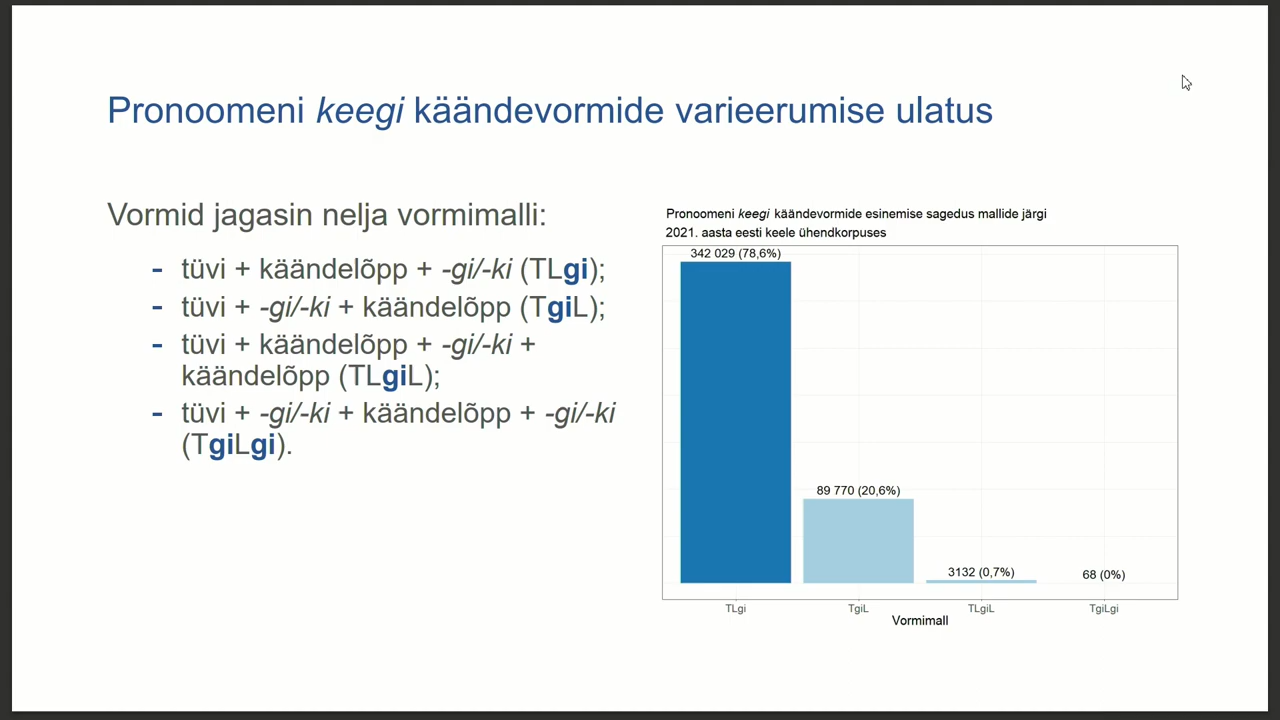 Pronoomeni keegi käändevormide varieerumise ulatus
Vormid jagasin nelja vormimalli:
- tüvi + käändelõpp + -gi/-ki (TLgi);
- tüvi + -gi/-ki + käändelõpp (TgiL);
- tüvi + käändelõpp + -gi/-ki +
käändelõpp (TLgiL);
- tüvi + -gi/-ki + käändelõpp + -gi/-ki
(TgiLgi).
Pronoomeni keegi käändevormide esinemise sagedus mallide järgi
2021. aasta eesti keele ühendkorpuses
342 029 (78,6%)
89 770 (20,6%)
3132 (0,7%)
68 (0%)
TLgi
TgiL
TLgiL
TgiLgi
Vormimall